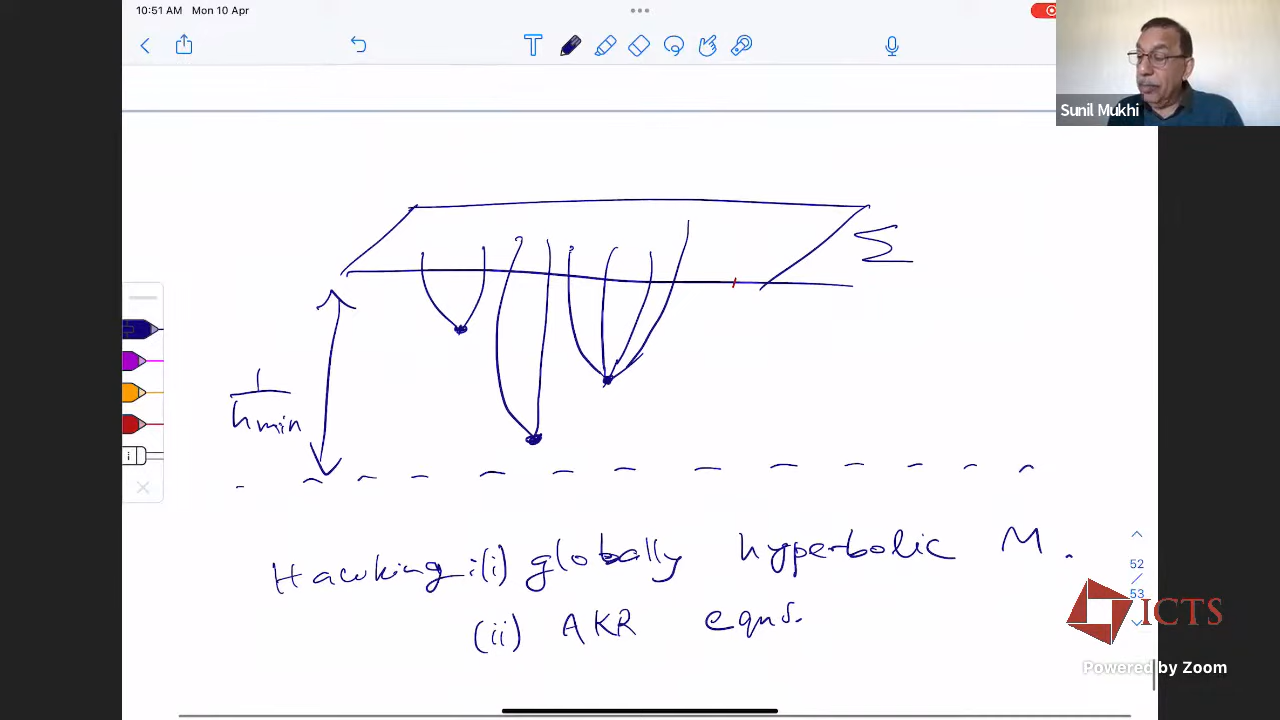 10:51 AM Mon 10 Apr
Sunil Mukhi
Σ
1
h min
Hawking :(i) globally hyperbolic M.
(ii) AKR eqns.
52
/
53
ICTS
Powered by Zoom